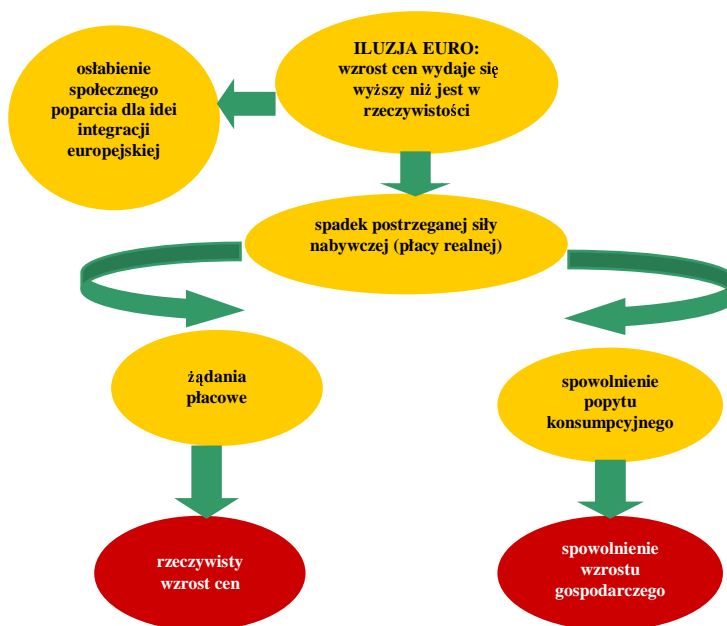 ILUZJA EURO:
wzrost cen wydaje się
wyższy niż jest w
rzeczywistości
osłabienie
społecznego
poparcia dla idei
integracji
europejskiej
spadek postrzeganej siły
nabywczej (płacy realnej)
żądania
płacowe
spowolnienie
popytu
konsumpcyjnego
rzeczywisty
wzrost cen
spowolnienie
wzrostu
gospodarczego